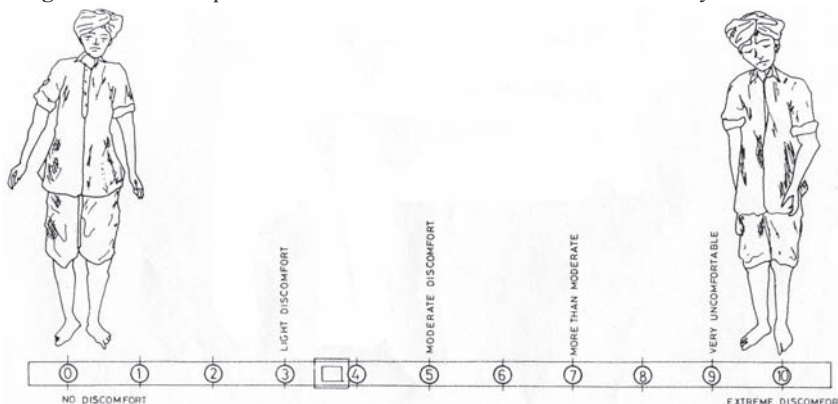 LIGHT DISCOMFORT
MODERATE DISCOMFORT
MORE THAN MODERATE
VERY UNCOMFORTABLE
0 1 2 3 4 5 6 7 8 9 10
NO DISCOMFORT
EXTREME DISCOMFOR